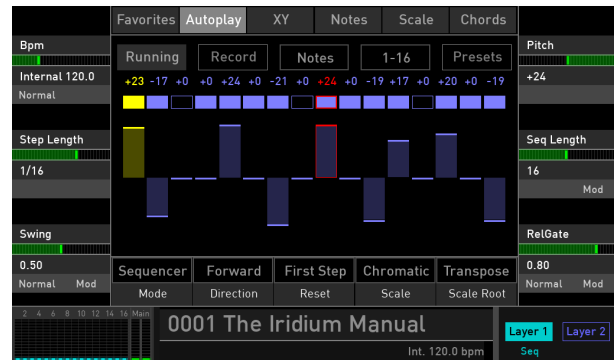 Favorites Autoplay XY Notes Scale Chords
Bpm
Internal 120.0
Normal
Step Length
1/16
Swing
0.50
Normal Mod
Running Record Notes 1-16 Presets
+23 -17 +0 +0 +24 +0 -21 +0 +24 +0 -19 +17 +0 +20 +0 -19
Sequencer Forward First Step Chromatic Transpose
Mode Direction Reset Scale Scale Root
Pitch
+24
Seq Length
16
Mod
RelGate
0.80
Normal Mod
2 4 6 8 10 12 14 16 Main
0001 The Iridium Manual
Int. 120.0 bpm
Layer 1 Layer 2
Seq